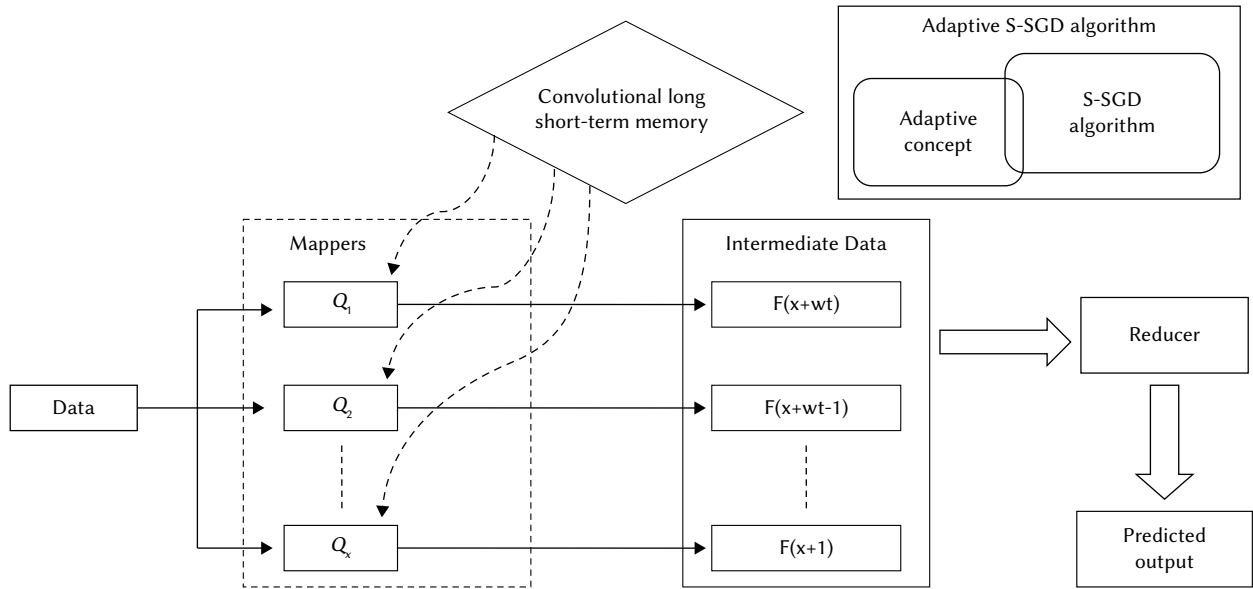 Adaptive S-SGD algorithm
Convolutional long
short-term memory
Adaptive
concept
S-SGD
algorithm
Mappers
Intermediate Data
Q1
F(x+wt)
Reducer
Data
Q2
F(x+wt-1)
Qx
F(x+1)
Predicted
output